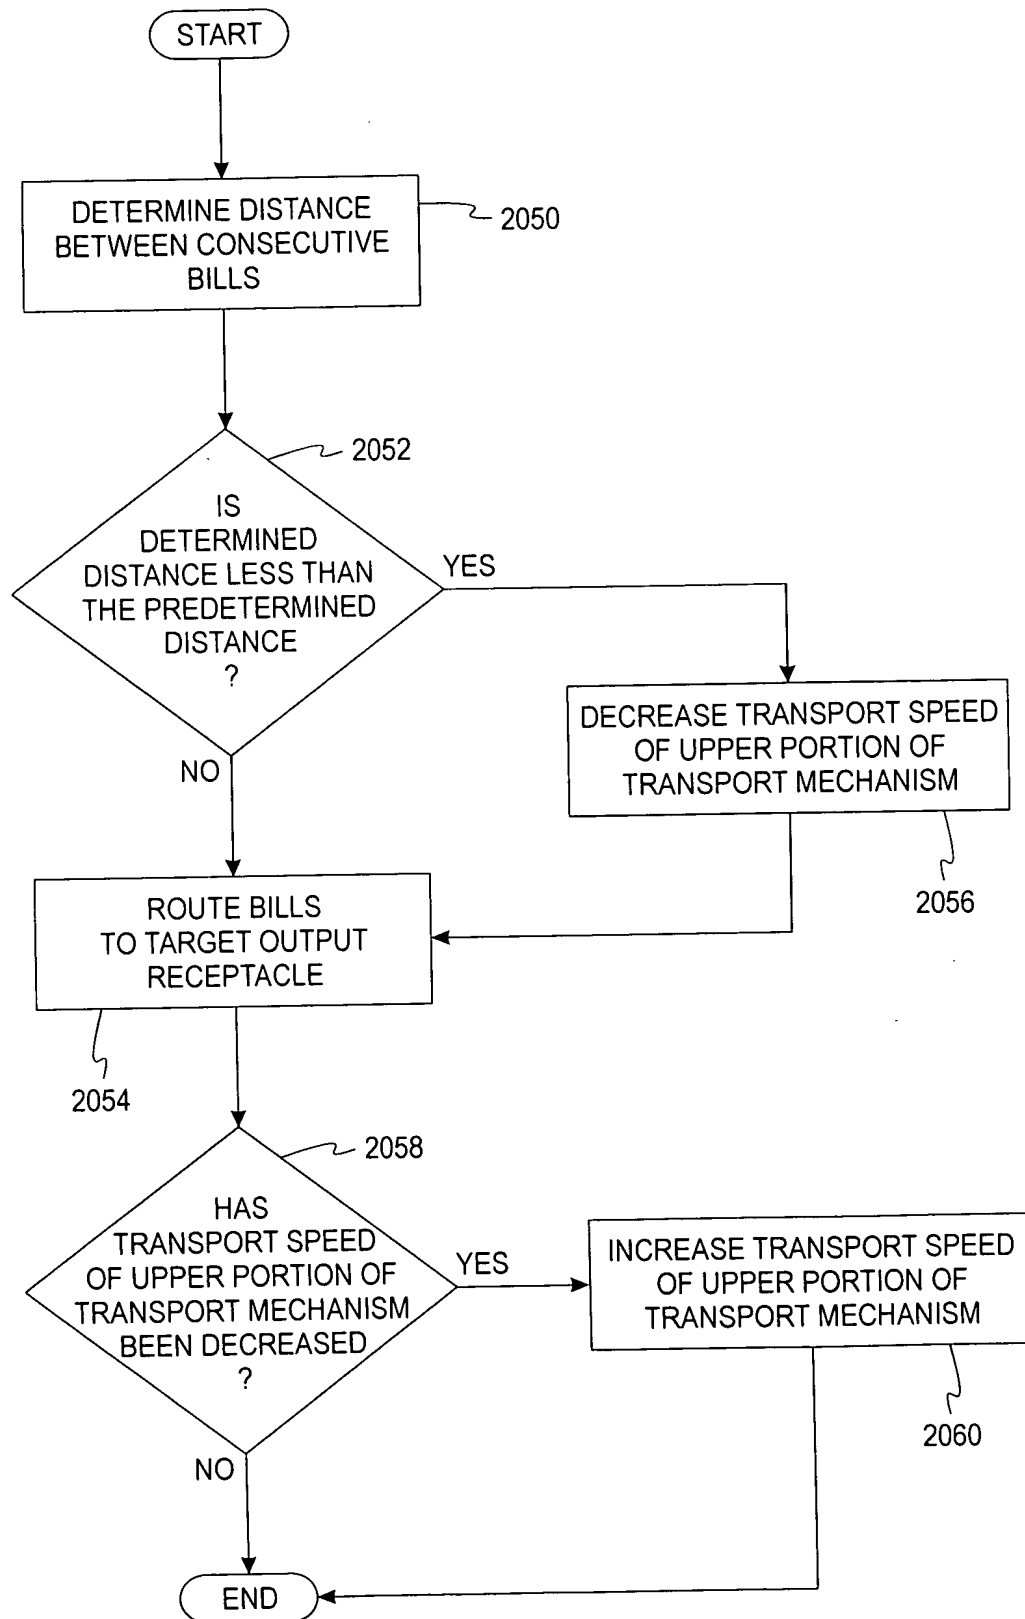 START
DETERMINE DISTANCE
BETWEEN CONSECUTIVE
BILLS
2050
2052
IS
DETERMINED
DISTANCE LESS THAN
THE PREDETERMINED
DISTANCE
?
YES
NO
DECREASE TRANSPORT SPEED
OF UPPER PORTION OF
TRANSPORT MECHANISM
2056
ROUTE BILLS
TO TARGET OUTPUT
RECEPTACLE
2054
2058
HAS
TRANSPORT SPEED
OF UPPER PORTION OF
TRANSPORT MECHANISM
BEEN DECREASED
?
YES
NO
INCREASE TRANSPORT SPEED
OF UPPER PORTION OF
TRANSPORT MECHANISM
2060
END